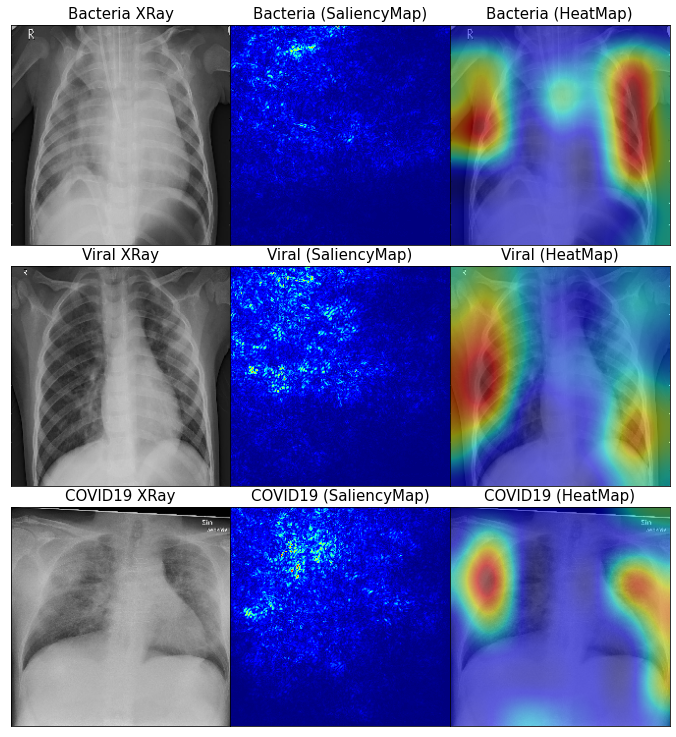 Bacteria XRay
Bacteria (SaliencyMap)
Bacteria (HeatMap)
R
R
Viral XRay
Viral (SaliencyMap)
Viral (HeatMap)
COVID19 XRay
COVID19 (SaliencyMap)
COVID19 (HeatMap)